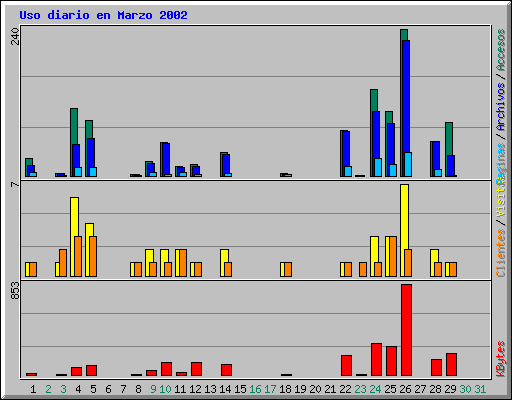 Uso diario en Marzo 2002
240
7
853
Accesos
/
Archivos
/
Páginas
Visitas
/
Clientes
KBytes
1 2 3 4 5 6 7 8 9 10 11 12 13 14 15 16 17 18 19 20 21 22 23 24 25 26 27 28 29 30 31